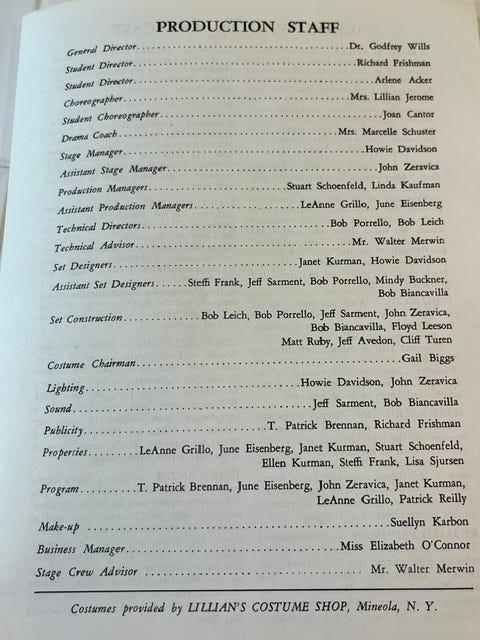 PRODUCTION STAFF
General Director.......................................Dr. Godfrey Wills
Student Director.......................................Richard Frishman
Student Director.......................................Arlene Acker
Choreographer.......................................Mrs. Lillian Jerome
Student Choreographer.......................................Joan Cantor
Drama Coach.......................................Mrs. Marcelle Schuster
Stage Manager.......................................Howie Davidson
Assistant Stage Manager.......................................John Zeravica
Production Managers..............................Stuart Schoenfeld, Linda Kaufman
Assistant Production Managers.........................LeAnne Grillo, June Eisenberg
Technical Directors..............................Bob Porrello, Bob Leich
Technical Advisor.......................................Mr. Walter Merwin
Set Designers..............................Janet Kurman, Howie Davidson
Assistant Set Designers......Steffi Frank, Jeff Sarment, Bob Porrello, Mindy Buckner,
Bob Biancavilla
Set Construction.............Bob Leich, Bob Porrello, Jeff Sarment, John Zeravica,
Bob Biancavilla, Floyd Leeson
Matt Ruby, Jeff Avedon, Cliff Turen
Costume Chairman.......................................Gail Biggs
Lighting.......................................Howie Davidson, John Zeravica
Sound.......................................Jeff Sarment, Bob Biancavilla
Publicity..............................T. Patrick Brennan, Richard Frishman
Properties..........LeAnne Grillo, June Eisenberg, Janet Kurman, Stuart Schoenfeld,
Ellen Kurman, Steffi Frank, Lisa Sjursen
Program..........T. Patrick Brennan, June Eisenberg, John Zeravica, Janet Kurman,
LeAnne Grillo, Patrick Reilly
Make-up .......................................Suellyn Karbon
Business Manager..............................Miss Elizabeth O'Connor
Stage Crew Advisor .............................. Mr. Walter Merwin
Costumes provided by LILLIAN'S COSTUME SHOP, Mineola, N. Y.